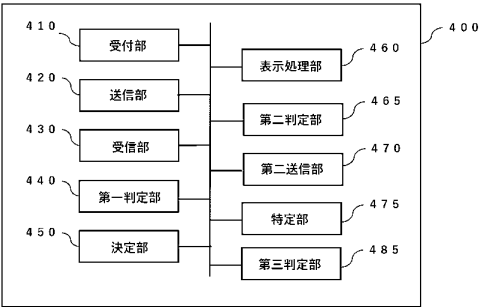 410
受付部
420
送信部
430
受信部
440
第一判定部
450
決定部
400
460
表示処理部
465
第二判定部
470
第二送信部
475
特定部
485
第三判定部